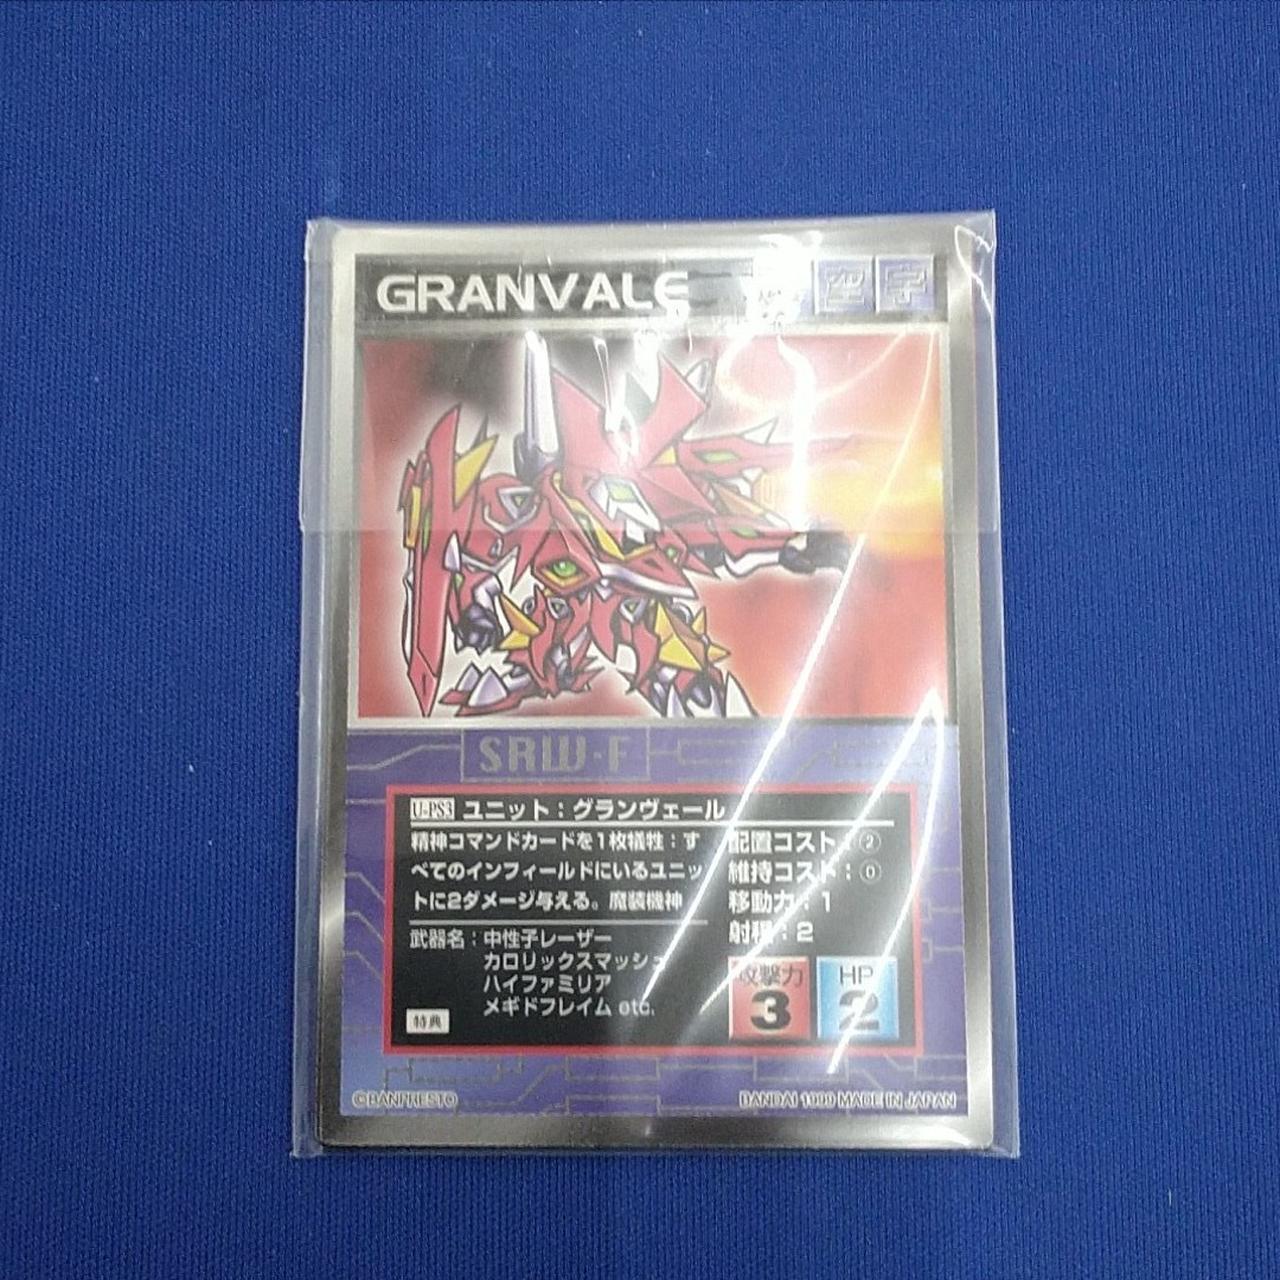 GRANVALE
空 宇
SRW·F
U-PS3 ユニット：グランヴェール
精神コマンドカードを1枚犠牲：す
べてのインフィールドにいるユニッ
トに2ダメージ与える。魔装機神
配置コスト：②
維持コスト：⓪
移動力：1
射程：2
武器名：中性子レーザー
カロリックスマッシュ
ハイファミリア
メギドフレイム etc.
特典
攻撃力
3
HP
2
©BANPRESTO
BANDAI 1999 MADE IN JAPAN